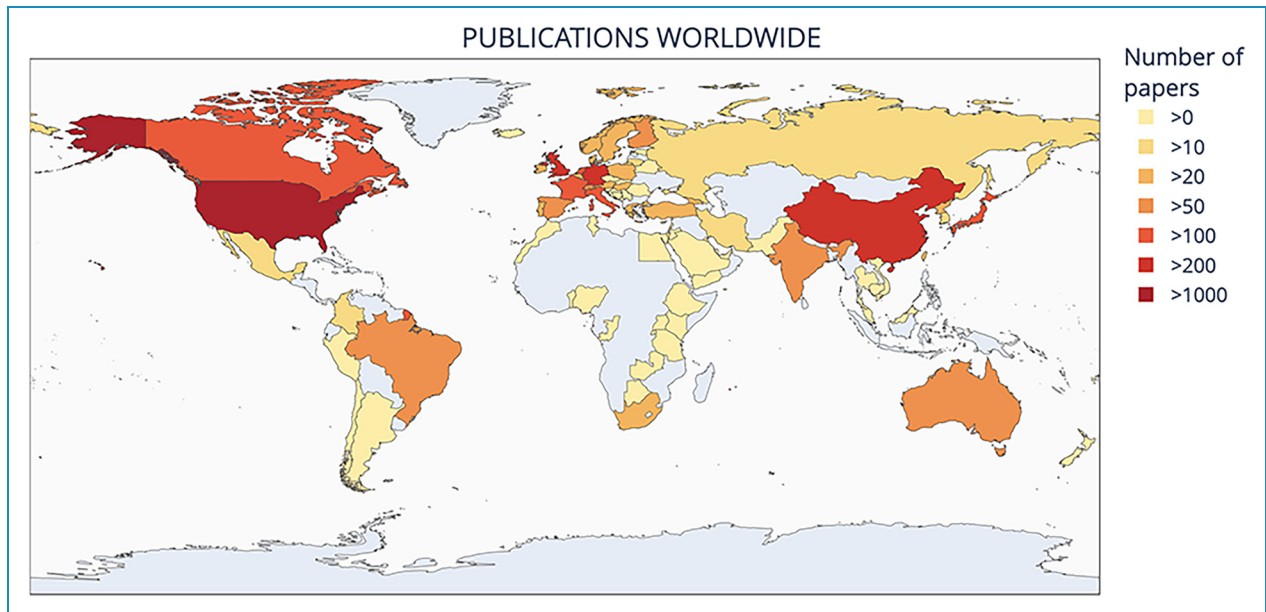 PUBLICATIONS WORLDWIDE
Number of
papers
>0
>10
>20
>50
>100
>200
>1000